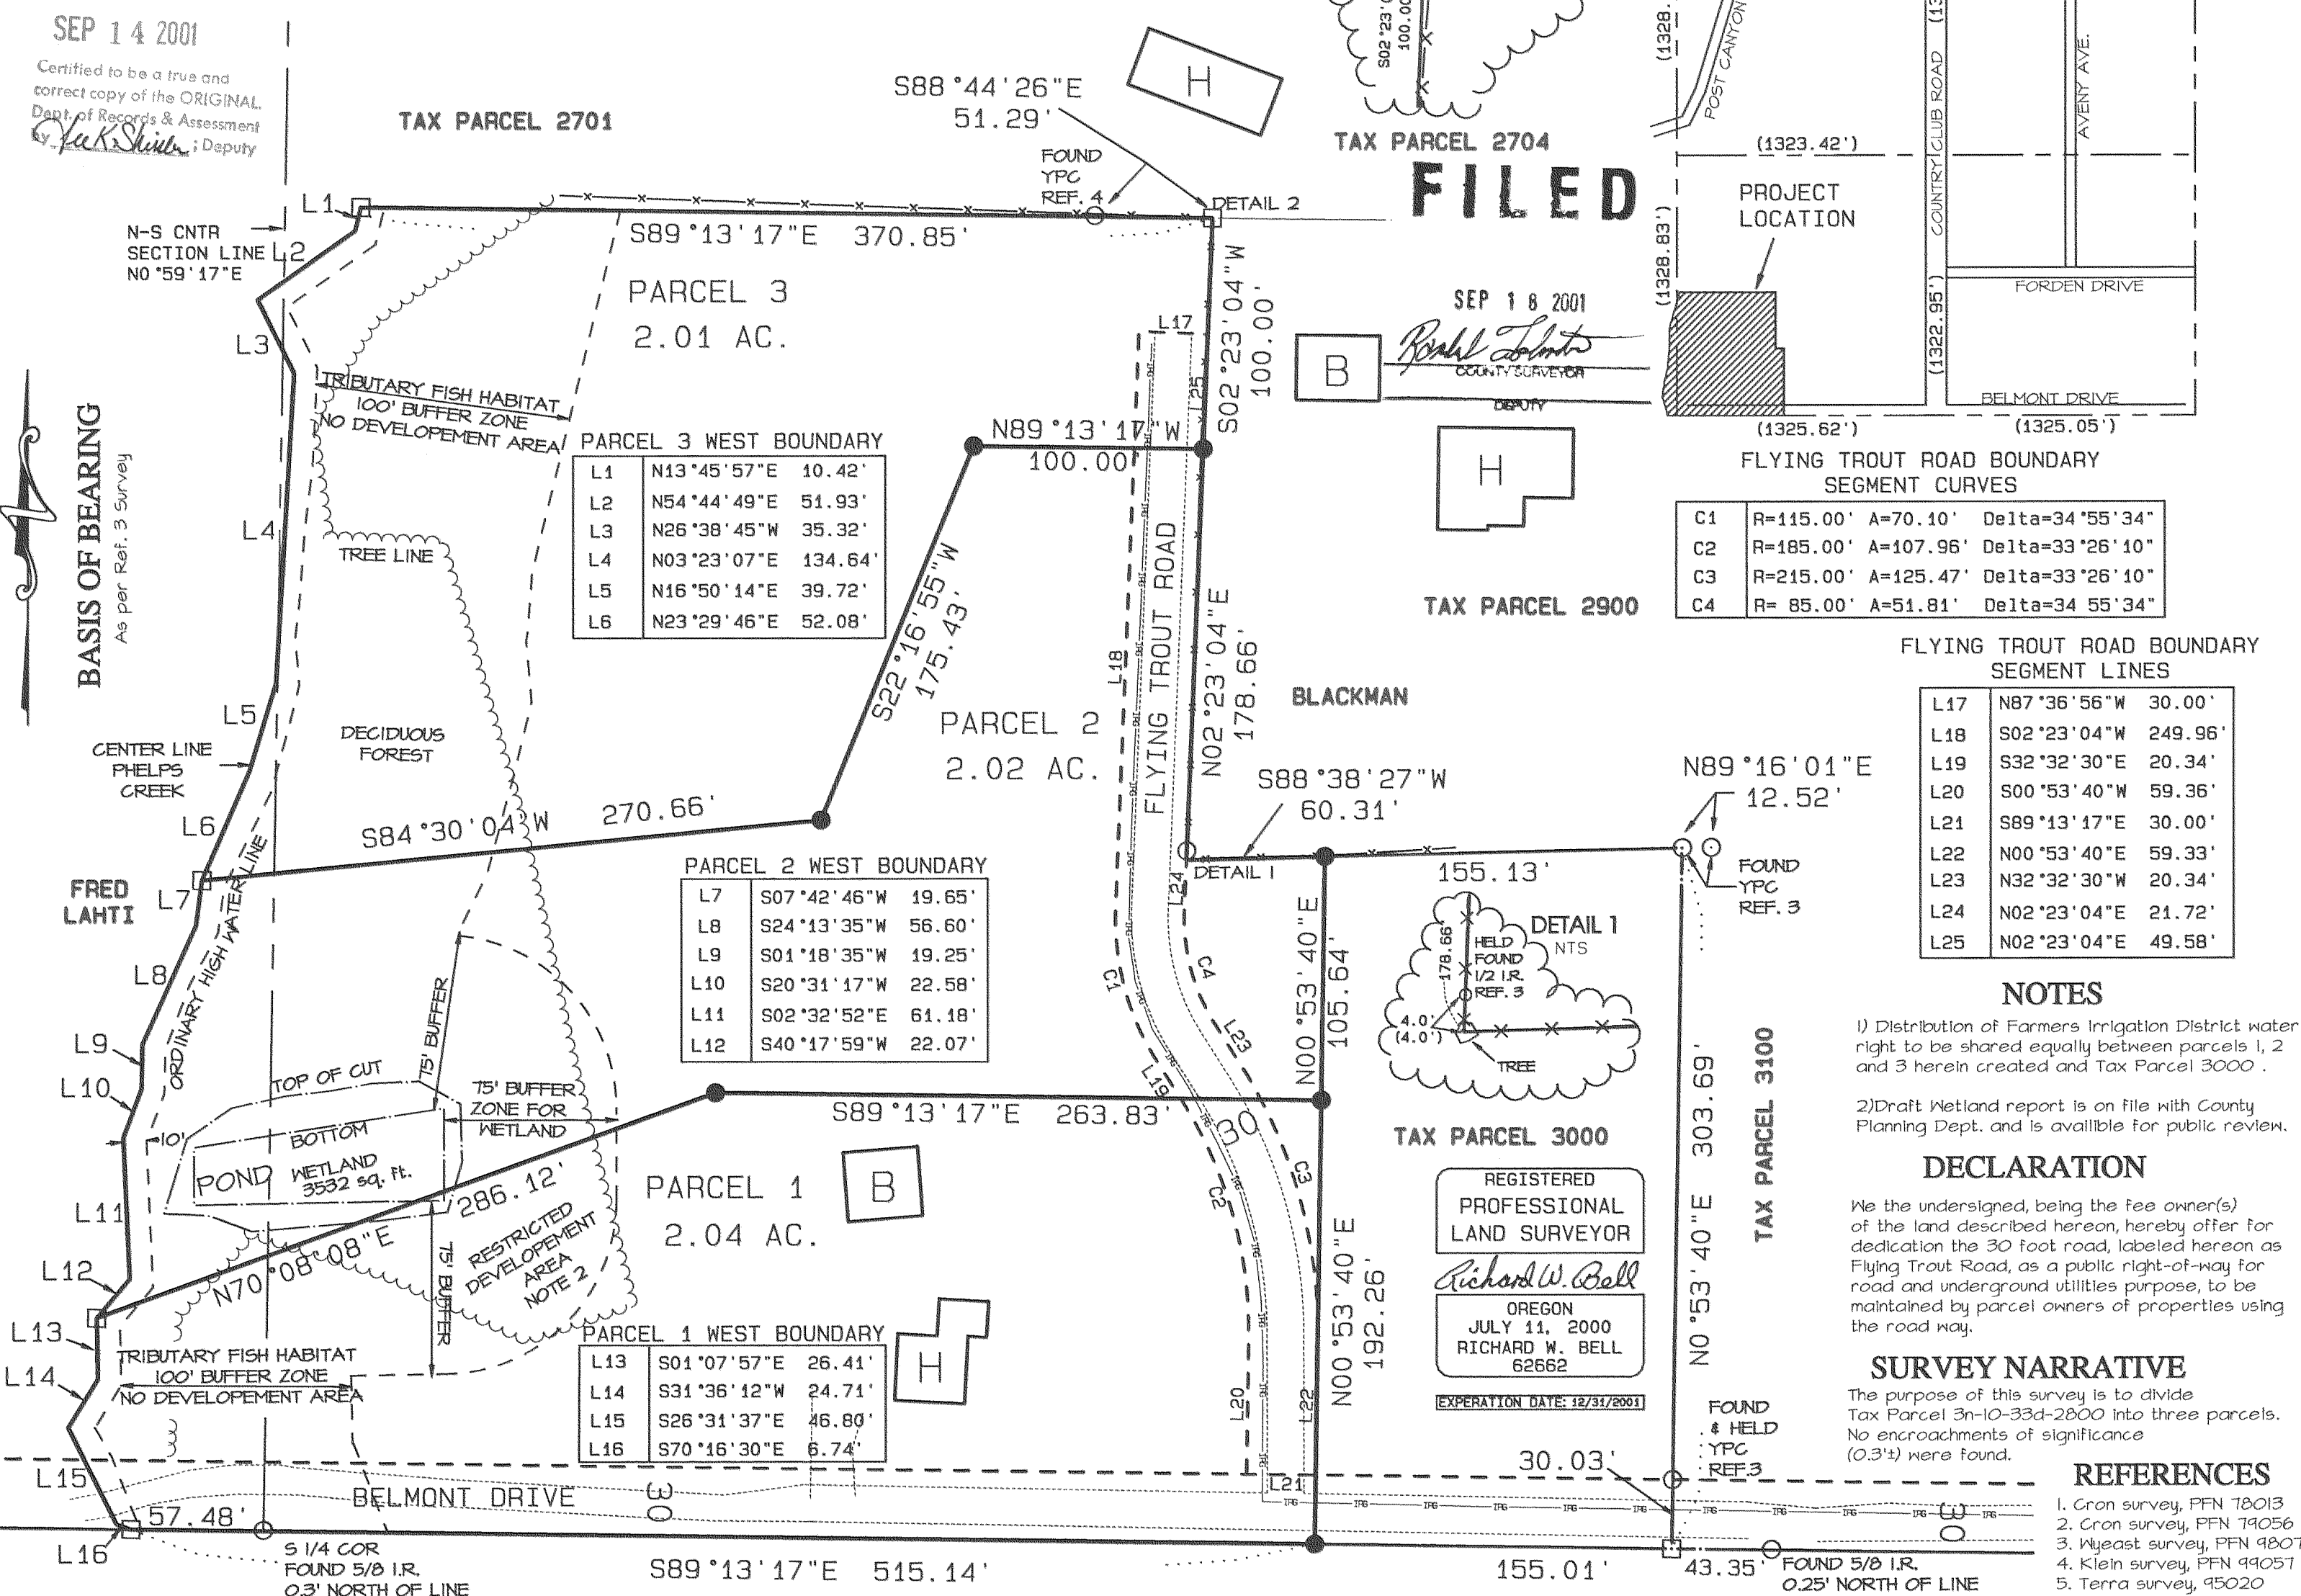 SEP 14 2001
Certified to be a true and
correct copy of the ORIGINAL.
Dept. of Records & Assessment
by ; Deputy
TAX PARCEL 2701
S88°44'26"E
51.29'
H
S02°23'0
100.00
TAX PARCEL 2704
FILED
FOUND
YPC
REF. 4
DETAIL 2
L1
N-S CNTR
SECTION LINE
N0°59'17"E
L2
S89°13'17"E 370.85'
PARCEL 3
2.01 AC.
L3
TRIBUTARY FISH HABITAT
100' BUFFER ZONE
NO DEVELOPEMENT AREA
L17
L25
S02°23'04"W
100.00'
SEP 18 2001
COUNTY SURVEYOR
DEPUTY
B
H
(1328.
POST CANYON
COUNTRY CLUB ROAD
(13
AVENY AVE.
(1323.42')
PROJECT
LOCATION
(1328.83')
(1322.95')
FORDEN DRIVE
BELMONT DRIVE
(1325.62')
(1325.05')
BASIS OF BEARING
As per Ref. 3 Survey
PARCEL 3 WEST BOUNDARY
L1 N13°45'57"E 10.42'
L2 N54°44'49"E 51.93'
L3 N26°38'45"W 35.32'
L4 N03°23'07"E 134.64'
L5 N16°50'14"E 39.72'
L6 N23°29'46"E 52.08'
N89°13'17"W
100.00'
FLYING TROUT ROAD BOUNDARY
SEGMENT CURVES
C1 R=115.00' A=70.10' Delta=34°55'34"
C2 R=185.00' A=107.96' Delta=33°26'10"
C3 R=215.00' A=125.47' Delta=33°26'10"
C4 R= 85.00' A=51.81' Delta=34 55'34"
L4
TREE LINE
S22°16'55"W
175.43'
L18
FLYING TROUT ROAD
N02°23'04"E
178.66'
TAX PARCEL 2900
BLACKMAN
FLYING TROUT ROAD BOUNDARY
SEGMENT LINES
L17 N87°36'56"W 30.00'
L18 S02°23'04"W 249.96'
L19 S32°32'30"E 20.34'
L20 S00°53'40"W 59.36'
L21 S89°13'17"E 30.00'
L22 N00°53'40"E 59.33'
L23 N32°32'30"W 20.34'
L24 N02°23'04"E 21.72'
L25 N02°23'04"E 49.58'
L5
DECIDUOUS
FOREST
CENTER LINE
PHELPS
CREEK
PARCEL 2
2.02 AC.
S88°38'27"W
60.31'
N89°16'01"E
12.52'
L6
S84°30'04"W 270.66'
FRED
LAHTI
L7
ORDINARY HIGH WATER LINE
PARCEL 2 WEST BOUNDARY
L7 S07°42'46"W 19.65'
L8 S24°13'35"W 56.60'
L9 S01°18'35"W 19.25'
L10 S20°31'17"W 22.58'
L11 S02°32'52"E 61.18'
L12 S40°17'59"W 22.07'
L24
DETAIL 1
155.13'
FOUND
YPC
REF. 3
DETAIL 1
NTS
HELD
FOUND
1/2 I.R.
REF. 3
178.66'
4.0'
(4.0')
TREE
C1
C4
L23
L19
N00°53'40"E
105.64'
L8
L9
L10
75' BUFFER
TOP OF CUT
BOTTOM
10'
POND
WETLAND
3532 sq. ft.
75' BUFFER
ZONE FOR
WETLAND
S89°13'17"E 263.83'
30
C3
C2
TAX PARCEL 3000
N0°53'40"E 303.69'
TAX PARCEL 3100
NOTES
1) Distribution of Farmers Irrigation District water
right to be shared equally between parcels 1, 2
and 3 herein created and Tax Parcel 3000 .
2)Draft Wetland report is on file with County
Planning Dept. and is availible for public review.
DECLARATION
We the undersigned, being the fee owner(s)
of the land described hereon, hereby offer for
dedication the 30 foot road, labeled hereon as
Flying Trout Road, as a public right-of-way for
road and underground utilities purpose, to be
maintained by parcel owners of properties using
the road way.
L11
L12
N70°08'08"E
286.12'
75' BUFFER
RESTRICTED
DEVELOPEMENT
AREA
NOTE 2
PARCEL 1
2.04 AC.
B
H
N00°53'40"E
192.26'
REGISTERED
PROFESSIONAL
LAND SURVEYOR
Richard W. Bell
OREGON
JULY 11, 2000
RICHARD W. BELL
62662
EXPERATION DATE: 12/31/2001
L13
L14
TRIBUTARY FISH HABITAT
100' BUFFER ZONE
NO DEVELOPEMENT AREA
PARCEL 1 WEST BOUNDARY
L13 S01°07'57"E 26.41'
L14 S31°36'12"W 24.71'
L15 S26°31'37"E 46.80'
L16 S70°16'30"E 6.74'
L20
L22
FOUND
& HELD
YPC
REF.3
30.03'
SURVEY NARRATIVE
The purpose of this survey is to divide
Tax Parcel 3n-10-33d-2800 into three parcels.
No encroachments of significance
(0.3'±) were found.
L15
BELMONT DRIVE
30
L21
IRG IRG IRG IRG IRG IRG IRG
30
57.48'
L16
S 1/4 COR
FOUND 5/8 I.R.
0.3' NORTH OF LINE
S89°13'17"E 515.14'
155.01'
43.35'
FOUND 5/8 I.R.
0.25' NORTH OF LINE
REFERENCES
1. Cron survey, PFN 78013
2. Cron survey, PFN 79056
3. Wyeast survey, PFN 9807
4. Klein survey, PFN 99057
5. Terra survey, 95020